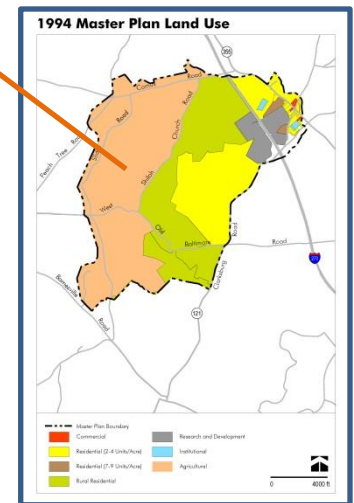 1994 Master Plan Land Use
355
Comus Road
Peach Tree Road
Road
Old
Church
Road
Shiloh
West
Old
Baltimore Road
Road
Clarksburg
Barnesville
Road
270
121
Master Plan Boundary
Commercial
Residential (2-4 Units/Acre)
Residential (7-9 Units/Acre)
Rural Residential
Research and Development
Institutional
Agricultural
0 4000 ft